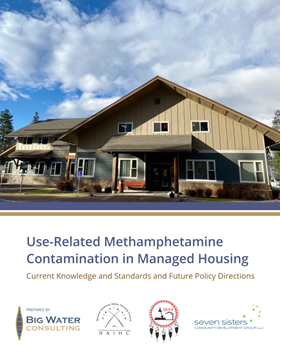 Use-Related Methamphetamine
Contamination in Managed Housing
Current Knowledge and Standards and Future Policy Directions
PREPARED BY
BIG WATER
CONSULTING
NAIHC
seven sisters
COMMUNITY DEVELOPMENT GROUP, LLC